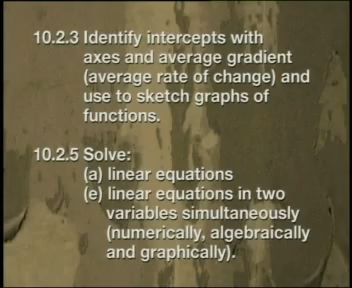 10.2.3 Identify intercepts with
axes and average gradient
(average rate of change) and
use to sketch graphs of
functions.
10.2.5 Solve:
(a) linear equations
(e) linear equations in two
variables simultaneously
(numerically, algebraically
and graphically).